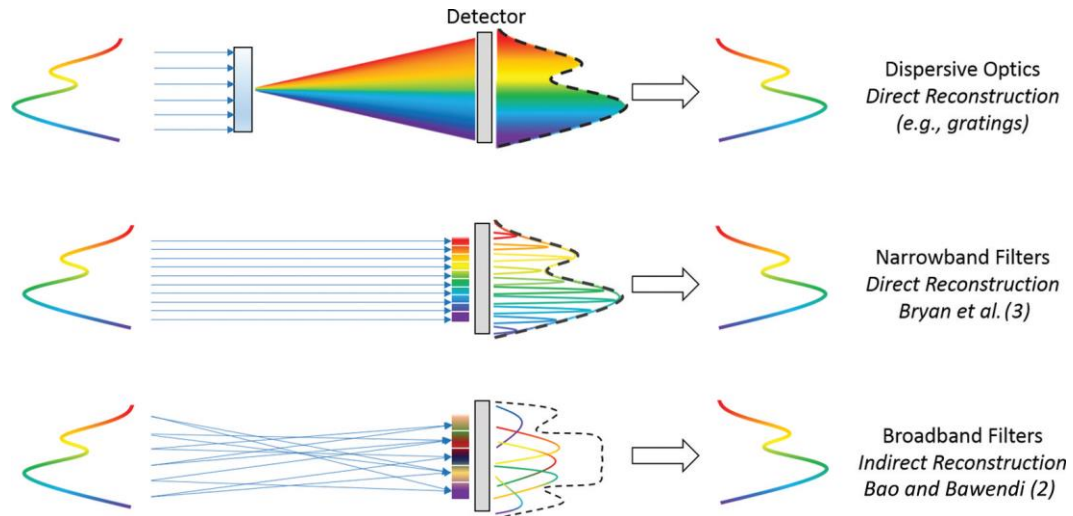 Detector
Dispersive Optics
Direct Reconstruction
(e.g., gratings)
Narrowband Filters
Direct Reconstruction
Bryan et al. (3)
Broadband Filters
Indirect Reconstruction
Bao and Bawendi (2)